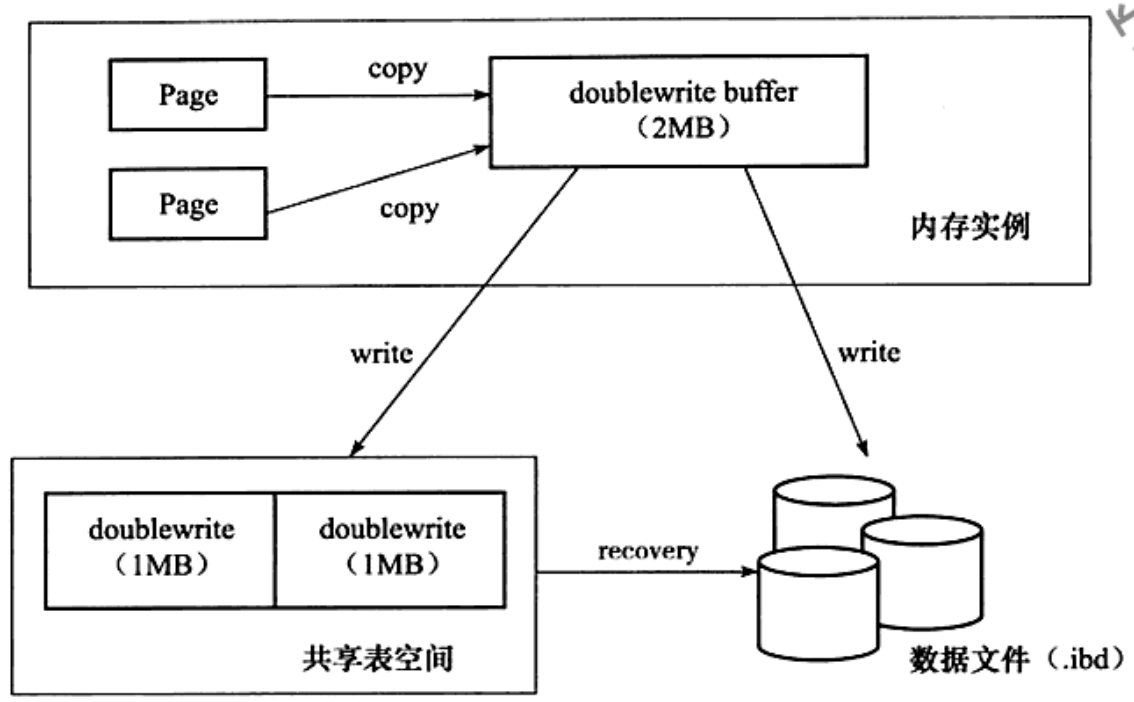 Page
copy
doublewrite buffer
（2MB）
Page
copy
内存实例
write
write
doublewrite
（1MB）
doublewrite
（1MB）
recovery
共享表空间
数据文件（.ibd）